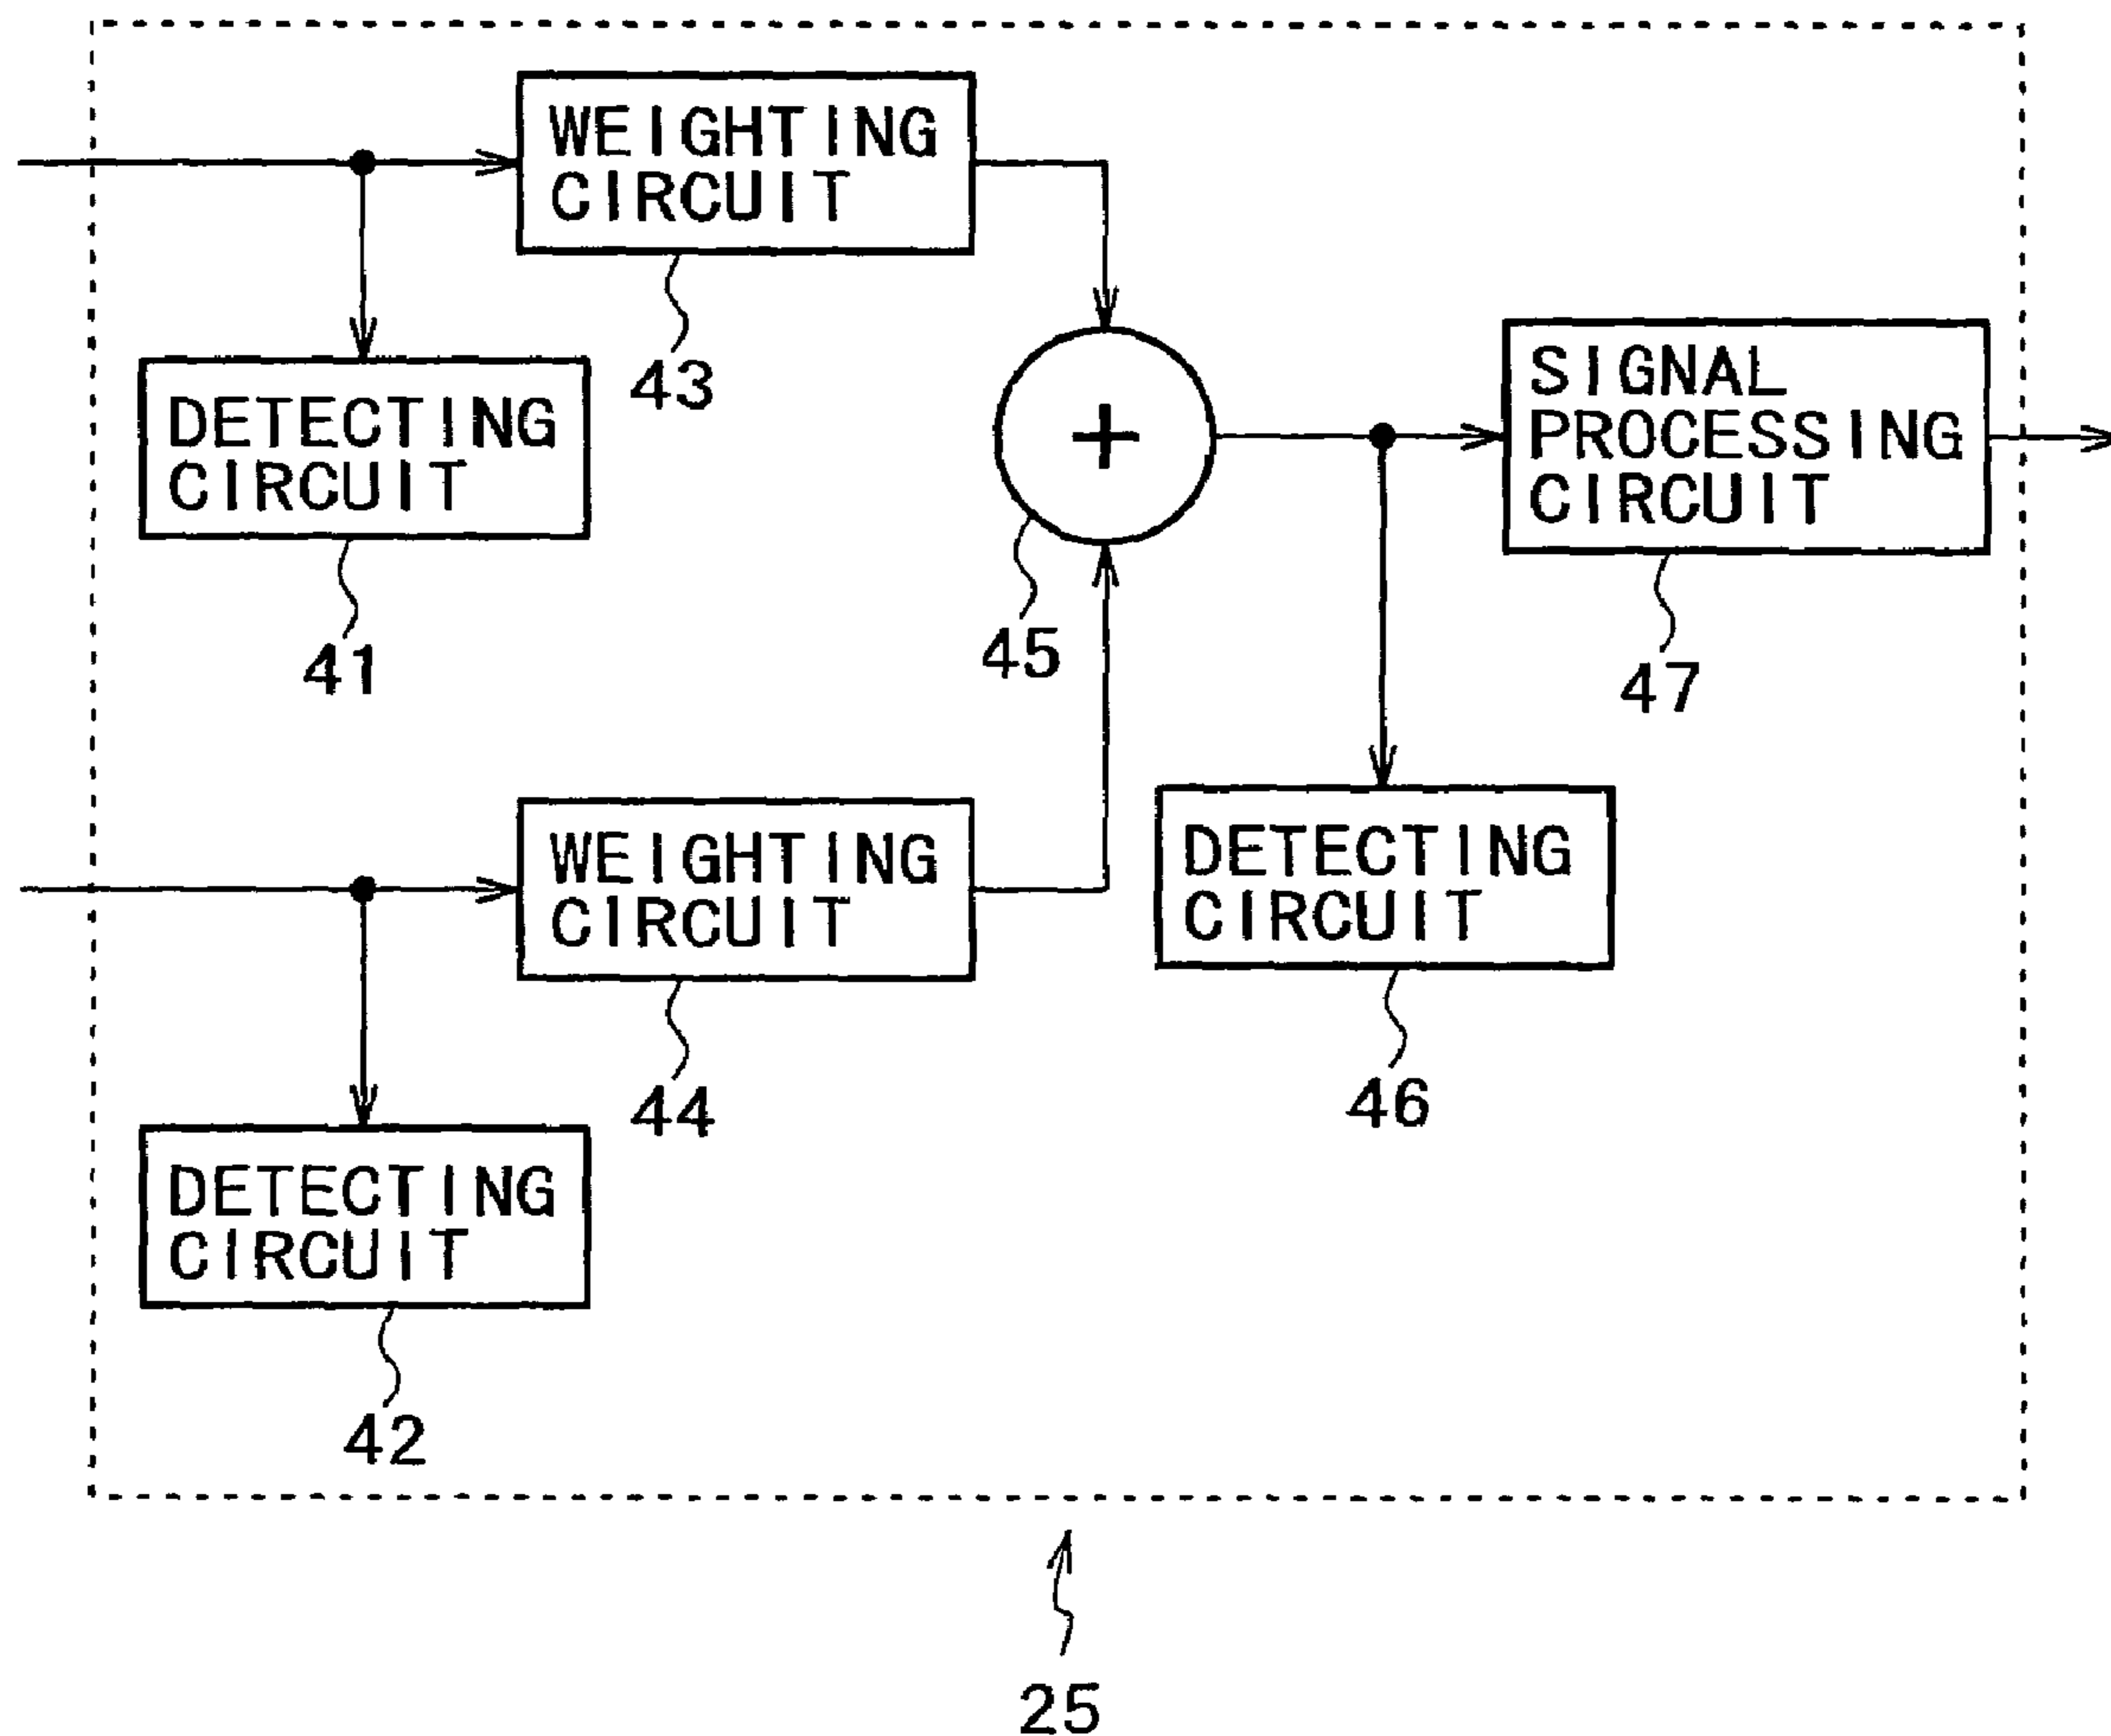 WEIGHTING
CIRCUIT
43
DETECTING
CIRCUIT
41
+
45
SIGNAL
PROCESSING
CIRCUIT
47
WEIGHTING
CIRCUIT
44
DETECTING
CIRCUIT
46
DETECTING
CIRCUIT
42
25